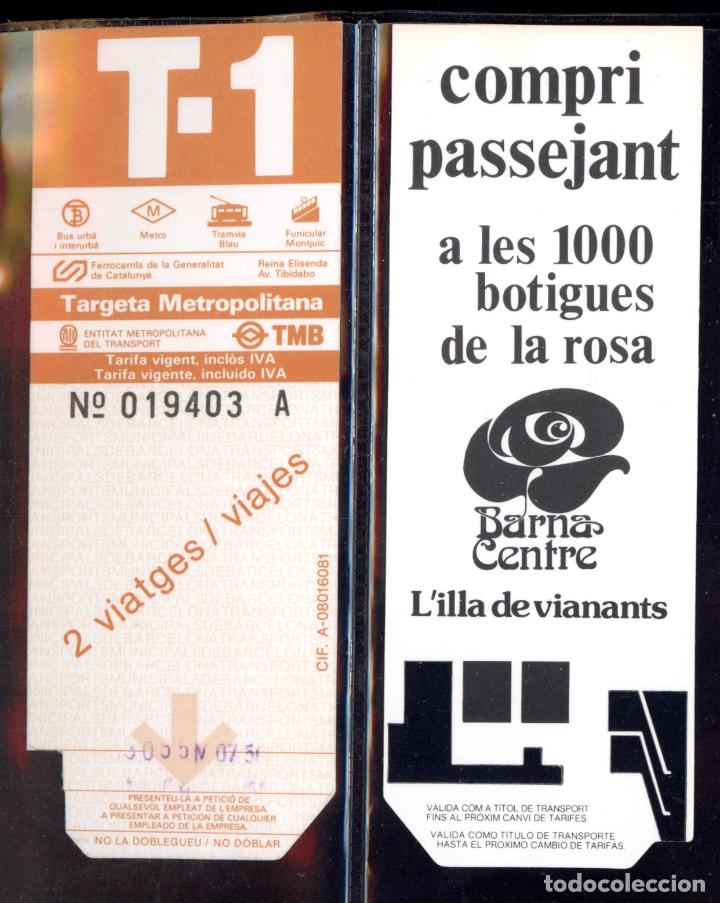 T-1
Bus urbà
i interurbà
Metro
Tramvia
Blau
Funicular
Montjuïc
Ferrocarrils de la Generalitat
de Catalunya
Reina Elisenda
Av. Tibidabo
Targeta Metropolitana
ENTITAT METROPOLITANA
DEL TRANSPORT
TMB
Tarifa vigent, inclòs IVA
Tarifa vigente, incluido IVA
Nº 019403 A
2 viatges / viajes
CIF. A-08016081
PRESENTEU-LA A PETICIÓ DE
QUALSEVOL EMPLEAT DE L'EMPRESA.
A PRESENTAR A PETICION DE CUALQUIER
EMPLEADO DE LA EMPRESA.
NO LA DOBLEGUEU / NO DOBLAR
compri
passejant
a les 1000
botigues
de la rosa
Barna
Centre
L'illa de vianants
VÀLIDA COM A TÍTOL DE TRANSPORT
FINS AL PRÒXIM CANVI DE TARIFES.
VALIDA COMO TITULO DE TRANSPORTE
HASTA EL PROXIMO CAMBIO DE TARIFAS.
todocoleccion